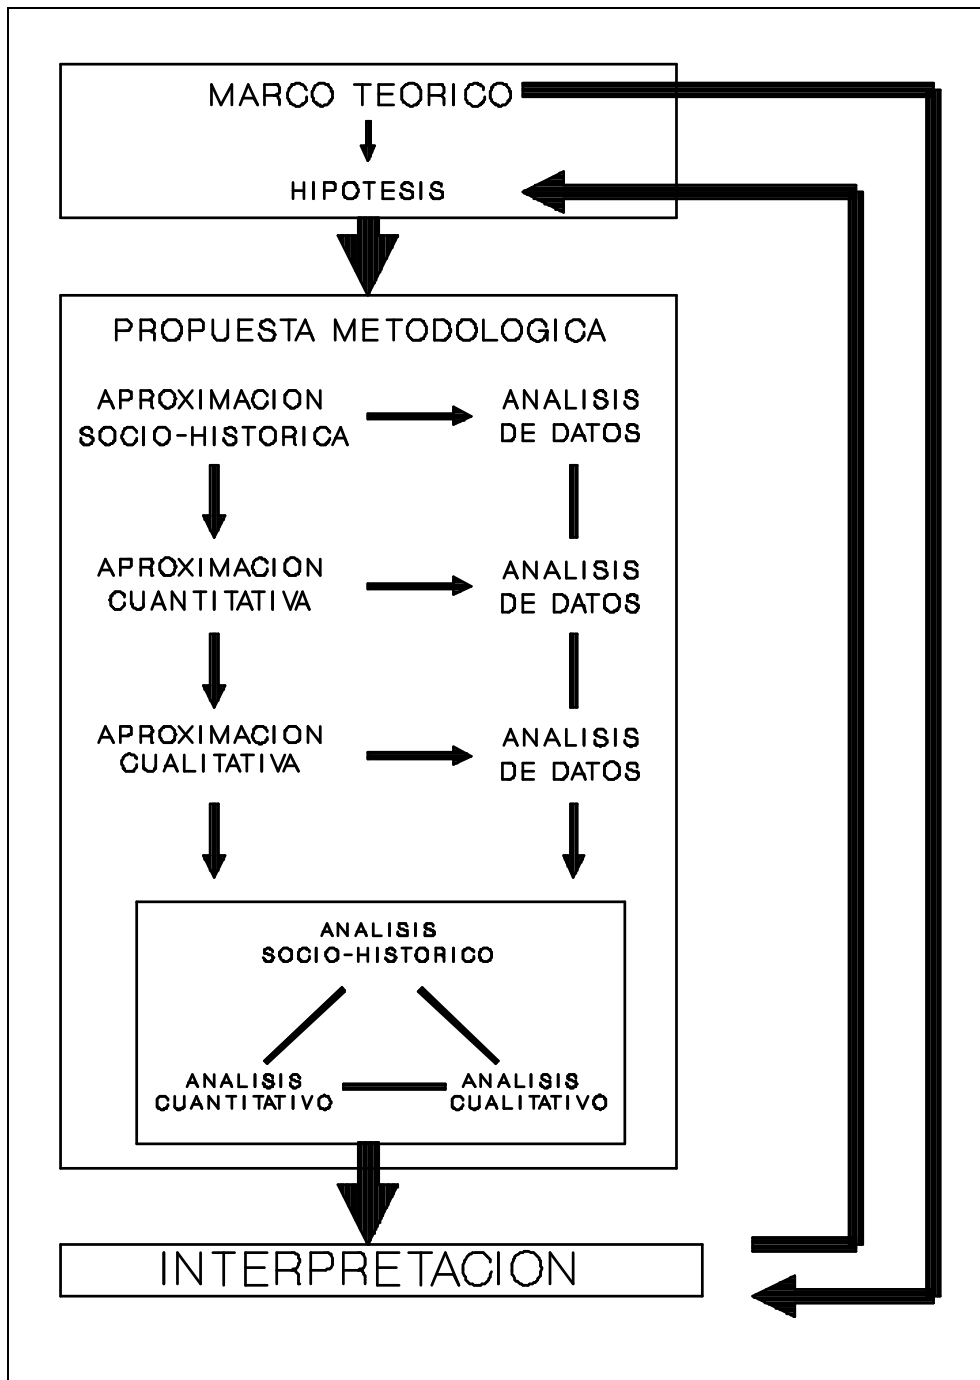 MARCO TEORICO
HIPOTESIS
PROPUESTA METODOLOGICA
APROXIMACION
SOCIO-HISTORICA
ANALISIS
DE DATOS
APROXIMACION
CUANTITATIVA
ANALISIS
DE DATOS
APROXIMACION
CUALITATIVA
ANALISIS
DE DATOS
ANALISIS
SOCIO-HISTORICO
ANALISIS
CUANTITATIVO
ANALISIS
CUALITATIVO
INTERPRETACION